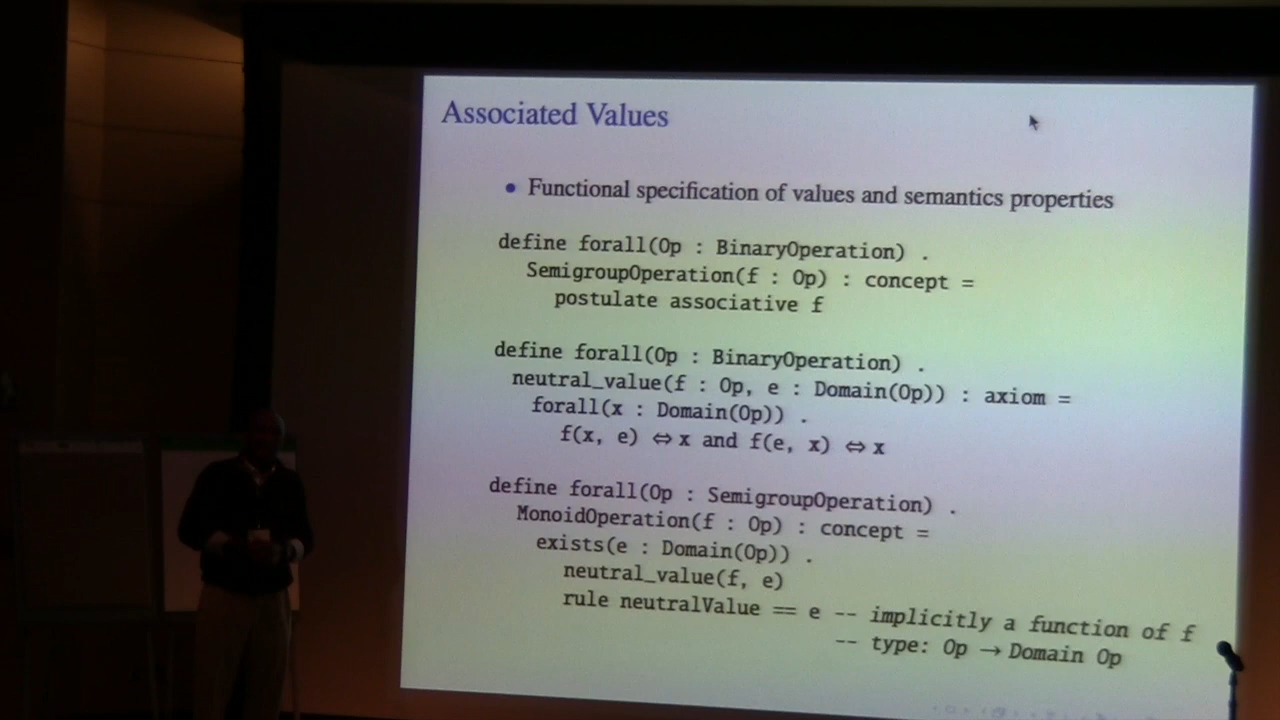 Associated Values
• Functional specification of values and semantics properties
define forall(Op : BinaryOperation) .
SemigroupOperation(f : Op) : concept =
postulate associative f
define forall(Op : BinaryOperation) .
neutral_value(f : Op, e : Domain(Op)) : axiom =
forall(x : Domain(Op)) .
f(x, e) ⇔ x and f(e, x) ⇔ x
define forall(Op : SemigroupOperation) .
MonoidOperation(f : Op) : concept =
exists(e : Domain(Op)) .
neutral_value(f, e)
rule neutralValue == e -- implicitly a function of f
-- type: Op → Domain Op